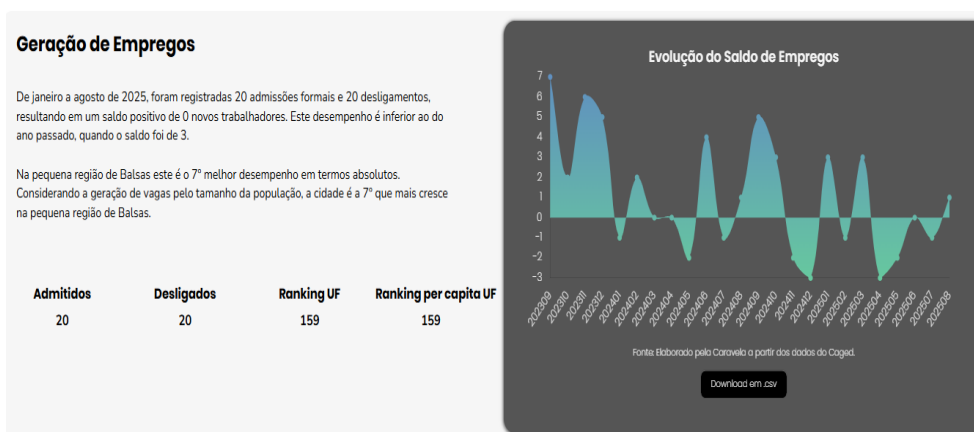 Geração de Empregos
De janeiro a agosto de 2025, foram registradas 20 admissões formais e 20 desligamentos,
resultando em um saldo positivo de 0 novos trabalhadores. Este desempenho é inferior ao do
ano passado, quando o saldo foi de 3.
Na pequena região de Balsas este é o 7º melhor desempenho em termos absolutos.
Considerando a geração de vagas pelo tamanho da população, a cidade é a 7º que mais cresce
na pequena região de Balsas.
Admitidos Desligados Ranking UF Ranking per capita UF
20 20 159 159
Evolução do Saldo de Empregos
7
6
5
4
3
2
1
0
-1
-2
-3
202309 202310 202311 202312 202401 202402 202403 202404 202405 202406 202407 202408 202409 202410 202411 202412 202501 202502 202503 202504 202505 202506 202507 202508
Fonte: Elaborado pela Caravela a partir dos dados do Caged.
Download em .csv